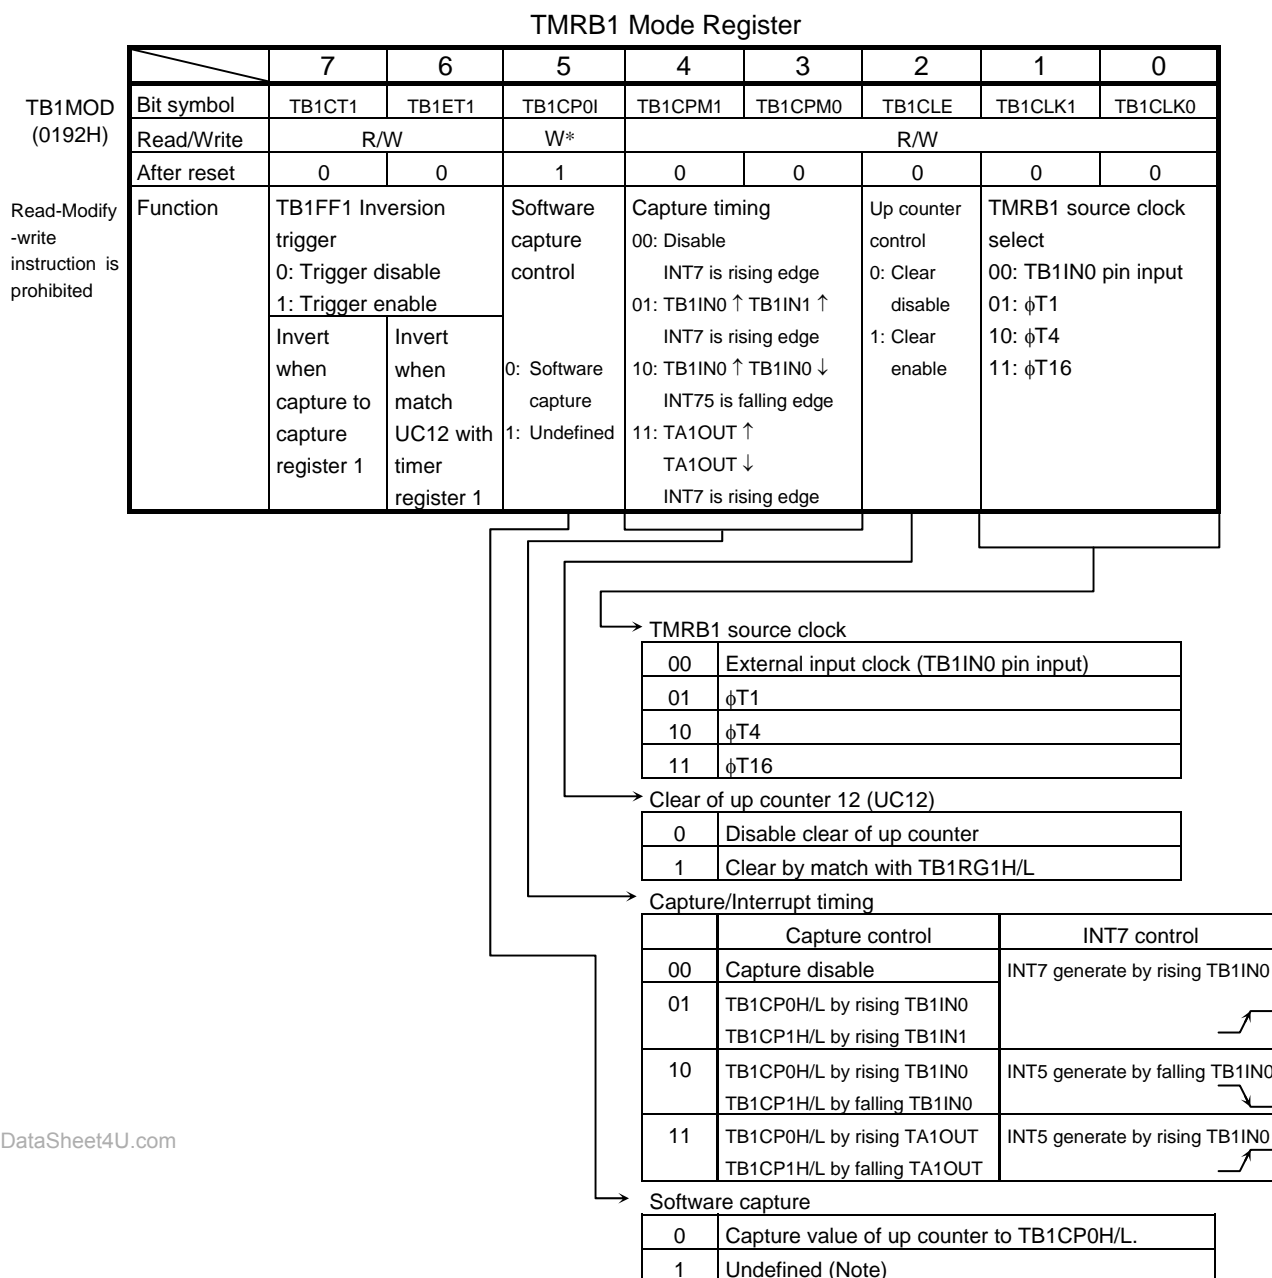 TMRB1 Mode Register
7 6 5 4 3 2 1 0
TB1MOD
(0192H)
Bit symbol TB1CT1 TB1ET1 TB1CP0I TB1CPM1 TB1CPM0 TB1CLE TB1CLK1 TB1CLK0
Read/Write R/W W* R/W
After reset 0 0 1 0 0 0 0 0
Read-Modify
-write
instruction is
prohibited
Function
TB1FF1 Inversion
trigger
0: Trigger disable
1: Trigger enable
Invert
when
capture to
capture
register 1
Invert
when
match
UC12 with
timer
register 1
Software
capture
control
0: Software
capture
1: Undefined
Capture timing
00: Disable
INT7 is rising edge
01: TB1IN0 ↑ TB1IN1 ↑
INT7 is rising edge
10: TB1IN0 ↑ TB1IN0 ↓
INT75 is falling edge
11: TA1OUT ↑
TA1OUT ↓
INT7 is rising edge
Up counter
control
0: Clear
disable
1: Clear
enable
TMRB1 source clock
select
00: TB1IN0 pin input
01: ϕT1
10: ϕT4
11: ϕT16
TMRB1 source clock
00 External input clock (TB1IN0 pin input)
01 ϕT1
10 ϕT4
11 ϕT16
Clear of up counter 12 (UC12)
0 Disable clear of up counter
1 Clear by match with TB1RG1H/L
Capture/Interrupt timing
Capture control INT7 control
00 Capture disable INT7 generate by rising TB1IN0
01 TB1CP0H/L by rising TB1IN0
TB1CP1H/L by rising TB1IN1
10 TB1CP0H/L by rising TB1IN0 INT5 generate by falling TB1IN0
TB1CP1H/L by falling TB1IN0
11 TB1CP0H/L by rising TA1OUT INT5 generate by rising TB1IN0
TB1CP1H/L by falling TA1OUT
DataSheet4U.com
Software capture
0 Capture value of up counter to TB1CP0H/L.
1 Undefined (Note)